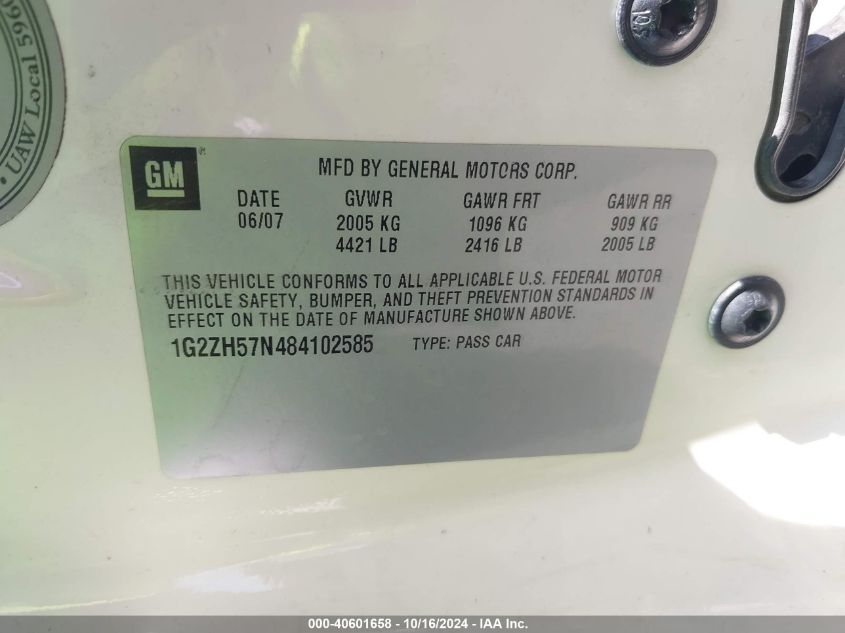 10.9
UAW Local 5960
GM ®
MFD BY GENERAL MOTORS CORP.
DATE GVWR GAWR FRT GAWR RR
06/07 2005 KG 1096 KG 909 KG
4421 LB 2416 LB 2005 LB
THIS VEHICLE CONFORMS TO ALL APPLICABLE U.S. FEDERAL MOTOR
VEHICLE SAFETY, BUMPER, AND THEFT PREVENTION STANDARDS IN
EFFECT ON THE DATE OF MANUFACTURE SHOWN ABOVE.
1G2ZH57N484102585 TYPE: PASS CAR
000-40601658 - 10/16/2024 - IAA Inc.